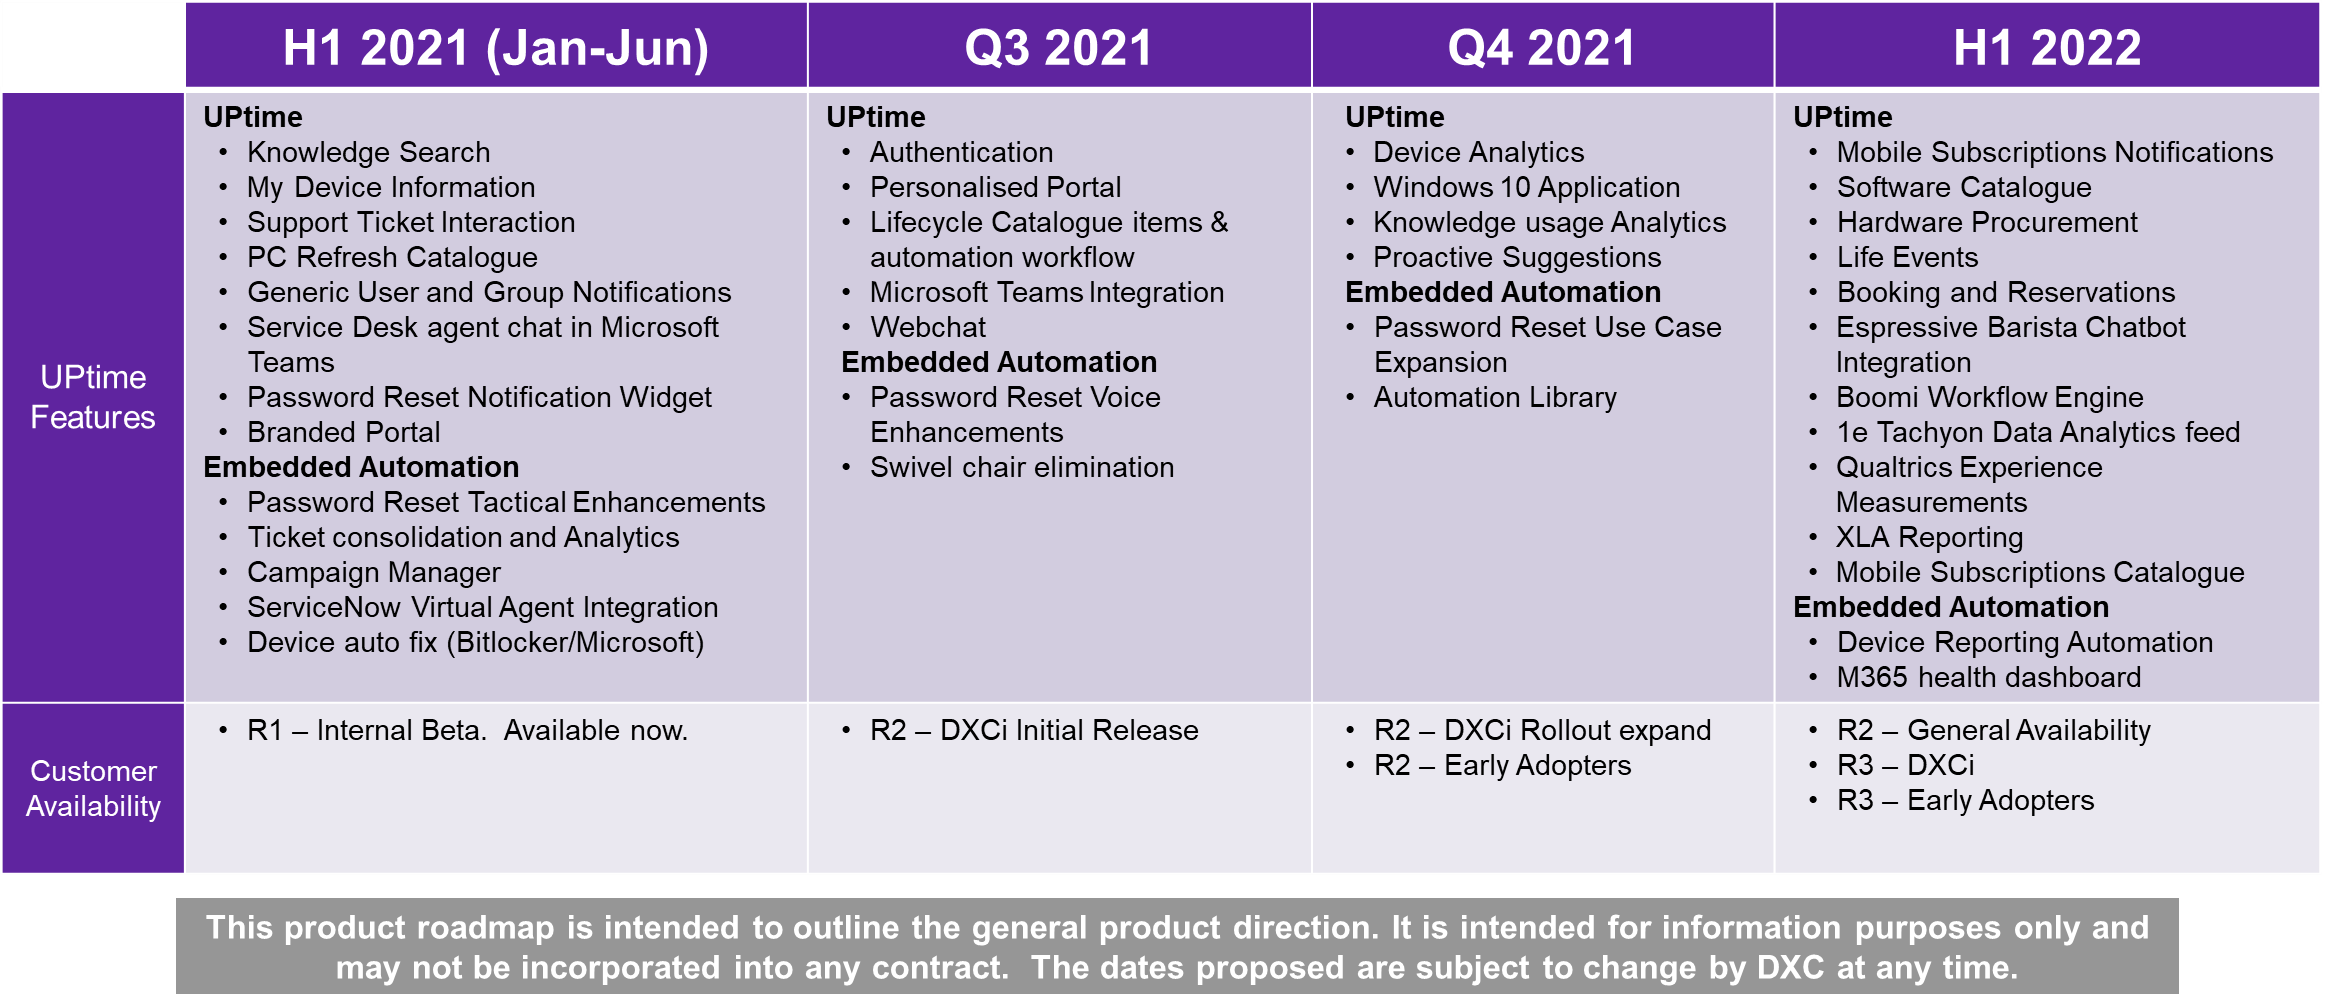 H1 2021 (Jan-Jun)
Q3 2021
Q4 2021
H1 2022
UPtime
Features
UPtime
• Knowledge Search
• My Device Information
• Support Ticket Interaction
• PC Refresh Catalogue
• Generic User and Group Notifications
• Service Desk agent chat in Microsoft
Teams
• Password Reset Notification Widget
• Branded Portal
Embedded Automation
• Password Reset Tactical Enhancements
• Ticket consolidation and Analytics
• Campaign Manager
• ServiceNow Virtual Agent Integration
• Device auto fix (Bitlocker/Microsoft)
UPtime
• Authentication
• Personalised Portal
• Lifecycle Catalogue items &
automation workflow
• Microsoft Teams Integration
• Webchat
Embedded Automation
• Password Reset Voice
Enhancements
• Swivel chair elimination
UPtime
• Device Analytics
• Windows 10 Application
• Knowledge usage Analytics
• Proactive Suggestions
Embedded Automation
• Password Reset Use Case
Expansion
• Automation Library
UPtime
• Mobile Subscriptions Notifications
• Software Catalogue
• Hardware Procurement
• Life Events
• Booking and Reservations
• Espressive Barista Chatbot
Integration
• Boomi Workflow Engine
• 1e Tachyon Data Analytics feed
• Qualtrics Experience
Measurements
• XLA Reporting
• Mobile Subscriptions Catalogue
Embedded Automation
• Device Reporting Automation
• M365 health dashboard
Customer
Availability
• R1 – Internal Beta.  Available now.
• R2 – DXCi Initial Release
• R2 – DXCi Rollout expand
• R2 – Early Adopters
• R2 – General Availability
• R3 – DXCi
• R3 – Early Adopters
This product roadmap is intended to outline the general product direction. It is intended for information purposes only and
may not be incorporated into any contract.  The dates proposed are subject to change by DXC at any time.